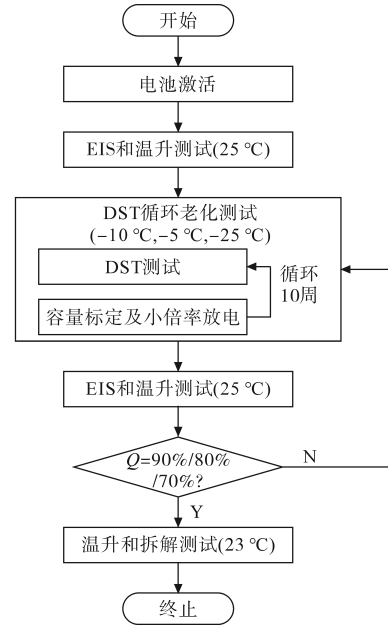 开始
电池激活
EIS和温升测试(25 ℃)
DST循环老化测试
(−10 ℃,−5 ℃,−25 ℃)
DST测试
循环
10周
容量标定及小倍率放电
EIS和温升测试(25 ℃)
Q=90%/80%
/70%?
N
Y
温升和拆解测试(23 ℃)
终止